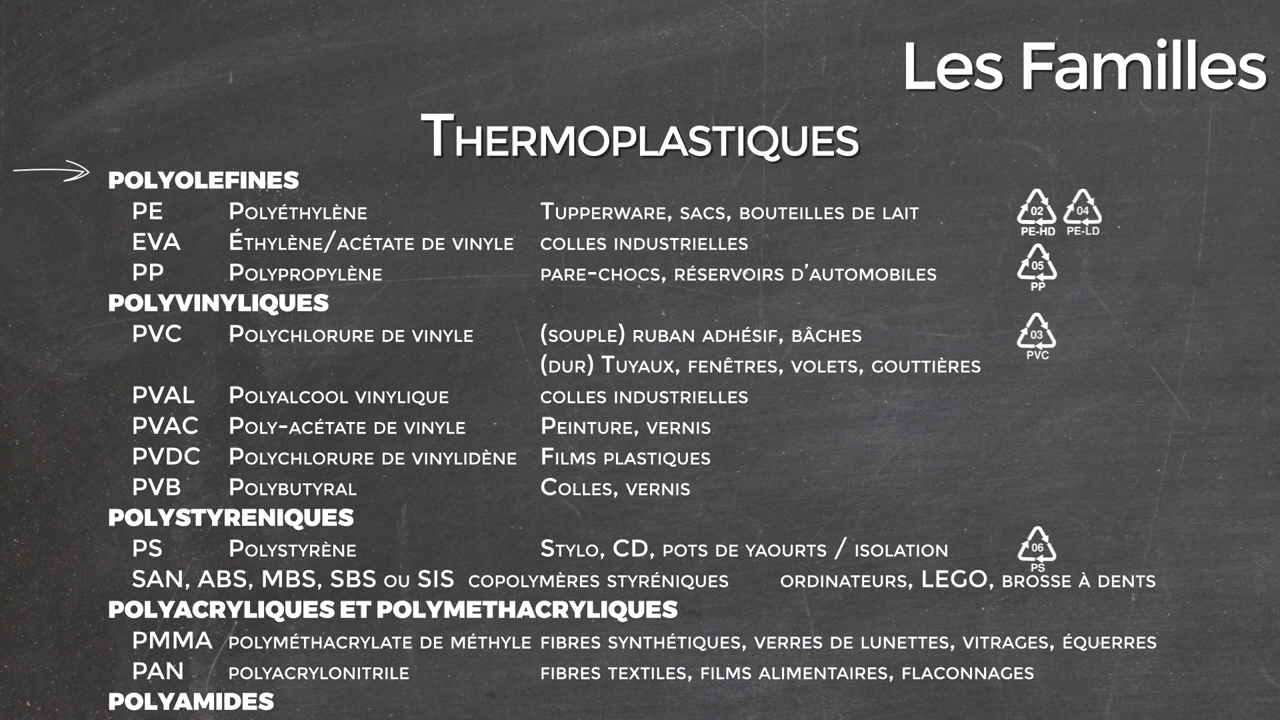 Les Familles
Thermoplastiques
POLYOLEFINES
PE Polyéthylène Tupperware, sacs, bouteilles de lait 02 PE-HD 04 PE-LD
EVA Éthylène/acétate de vinyle colles industrielles
PP Polypropylène pare-chocs, réservoirs d'automobiles 05 PP
POLYVINYLIQUES
PVC Polychlorure de vinyle (souple) ruban adhésif, bâches 03 PVC
(dur) Tuyaux, fenêtres, volets, gouttières
PVAL Polyalcool vinylique colles industrielles
PVAC Poly-acétate de vinyle Peinture, vernis
PVDC Polychlorure de vinylidène Films plastiques
PVB Polybutyral Colles, vernis
POLYSTYRENIQUES
PS Polystyrène Stylo, CD, pots de yaourts / isolation 06 PS
SAN, ABS, MBS, SBS ou SIS copolymères styréniques ordinateurs, LEGO, brosse à dents
POLYACRYLIQUES ET POLYMETHACRYLIQUES
PMMA polyméthacrylate de méthyle fibres synthétiques, verres de lunettes, vitrages, équerres
PAN polyacrylonitrile fibres textiles, films alimentaires, flaconnages
POLYAMIDES